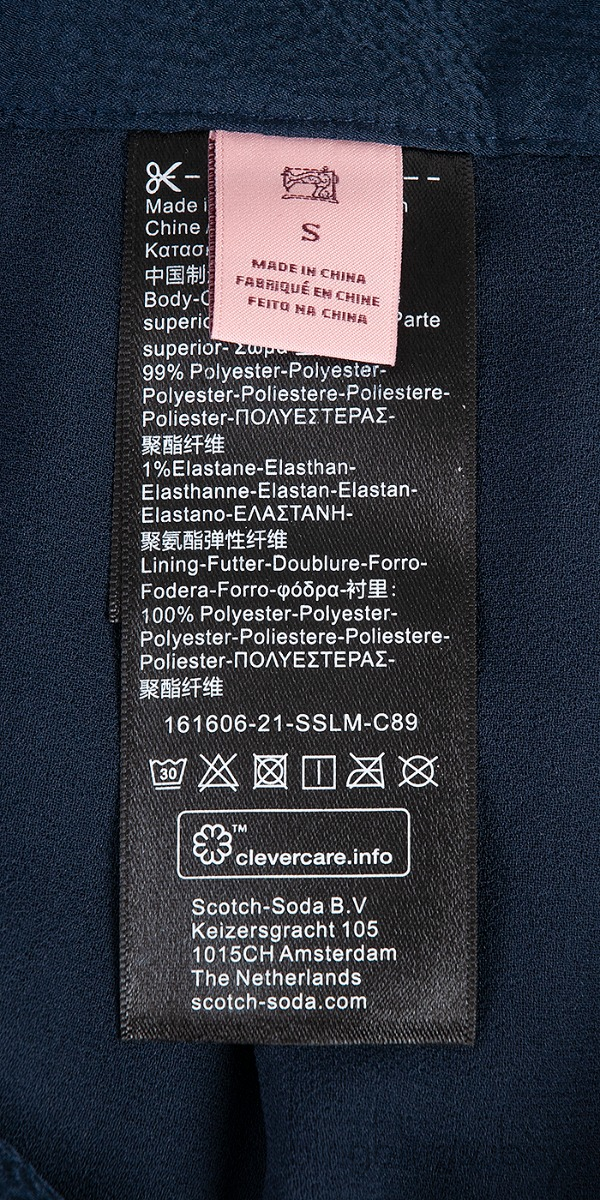 S
MADE IN CHINA
FABRIQUÉ EN CHINE
FEITO NA CHINA
Made
Chine
中国制
superior- Parte
superior-
99% Polyester-Polyester-
Polyester-Poliestere-Poliestere-
Poliester-ΠΟΛΥΕΣΤΕΡΑΣ-
聚酯纤维
1%Elastane-Elasthan-
Elasthanne-Elastan-Elastan-
Elastano-ΕΛΑΣΤΑΝΗ-
聚氨酯弹性纤维
Lining-Futter-Doublure-Forro-
Fodera-Forro-φόδρα-衬里:
100% Polyester-Polyester-
Polyester-Poliestere-Poliestere-
Poliester-ΠΟΛΥΕΣΤΕΡΑΣ-
聚酯纤维
161606-21-SSLM-C89
30
™
clevercare.info
Scotch-Soda B.V
Keizersgracht 105
1015CH Amsterdam
The Netherlands
scotch-soda.com